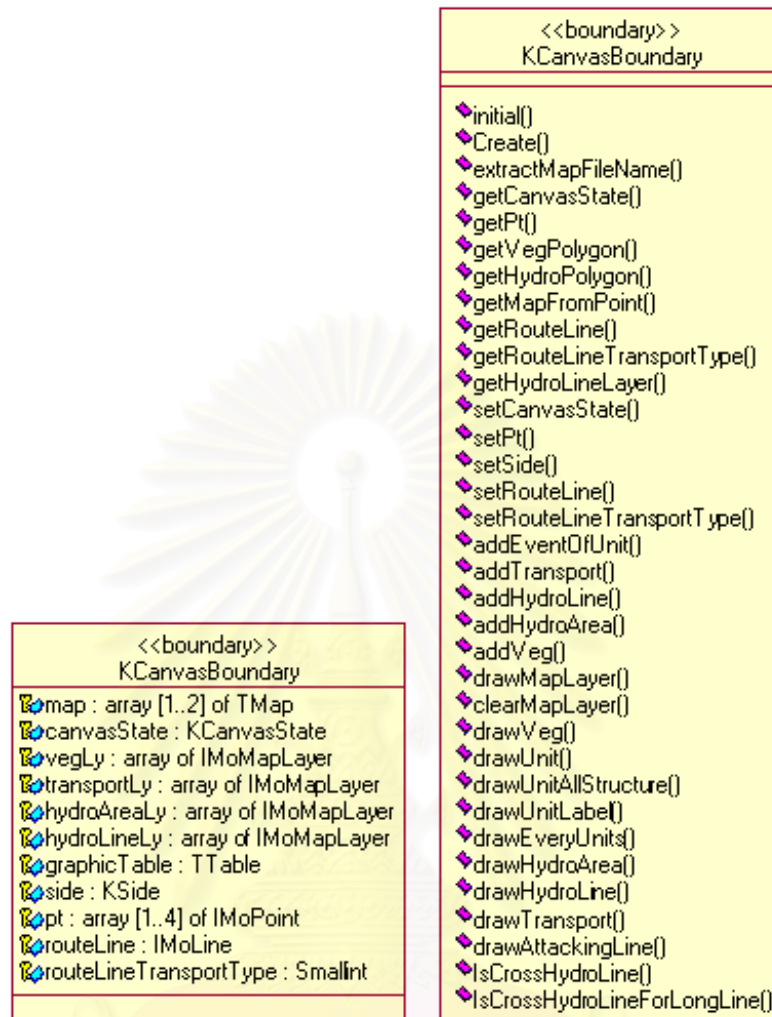 <<boundary>>
KCanvasBoundary
map : array [1..2] of TMap
canvasState : KCanvasState
vegLy : array of IMoMapLayer
transportLy : array of IMoMapLayer
hydroAreaLy : array of IMoMapLayer
hydroLineLy : array of IMoMapLayer
graphicTable : TTable
side : KSide
pt : array [1..4] of IMoPoint
routeLine : IMoLine
routeLineTransportType : Smallint
<<boundary>>
KCanvasBoundary
initial()
Create()
extractMapFileName()
getCanvasState()
getPt()
getVegPolygon()
getHydroPolygon()
getMapFromPoint()
getRouteLine()
getRouteLineTransportType()
getHydroLineLayer()
setCanvasState()
setPt()
setSide()
setRouteLine()
setRouteLineTransportType()
addEventOfUnit()
addTransport()
addHydroLine()
addHydroArea()
addVeg()
drawMapLayer()
clearMapLayer()
drawVeg()
drawUnit()
drawUnitAllStructure()
drawUnitLabel()
drawEveryUnits()
drawHydroArea()
drawHydroLine()
drawTransport()
drawAttackingLine()
IsCrossHydroLine()
IsCrossHydroLineForLongLine()